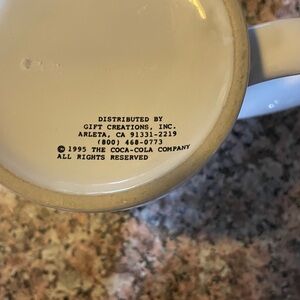 DISTRIBUTED BY
GIFT CREATIONS, INC.
ARLETA, CA 91331-2219
(800) 468-0773
© 1995 THE COCA-COLA COMPANY
ALL RIGHTS RESERVED